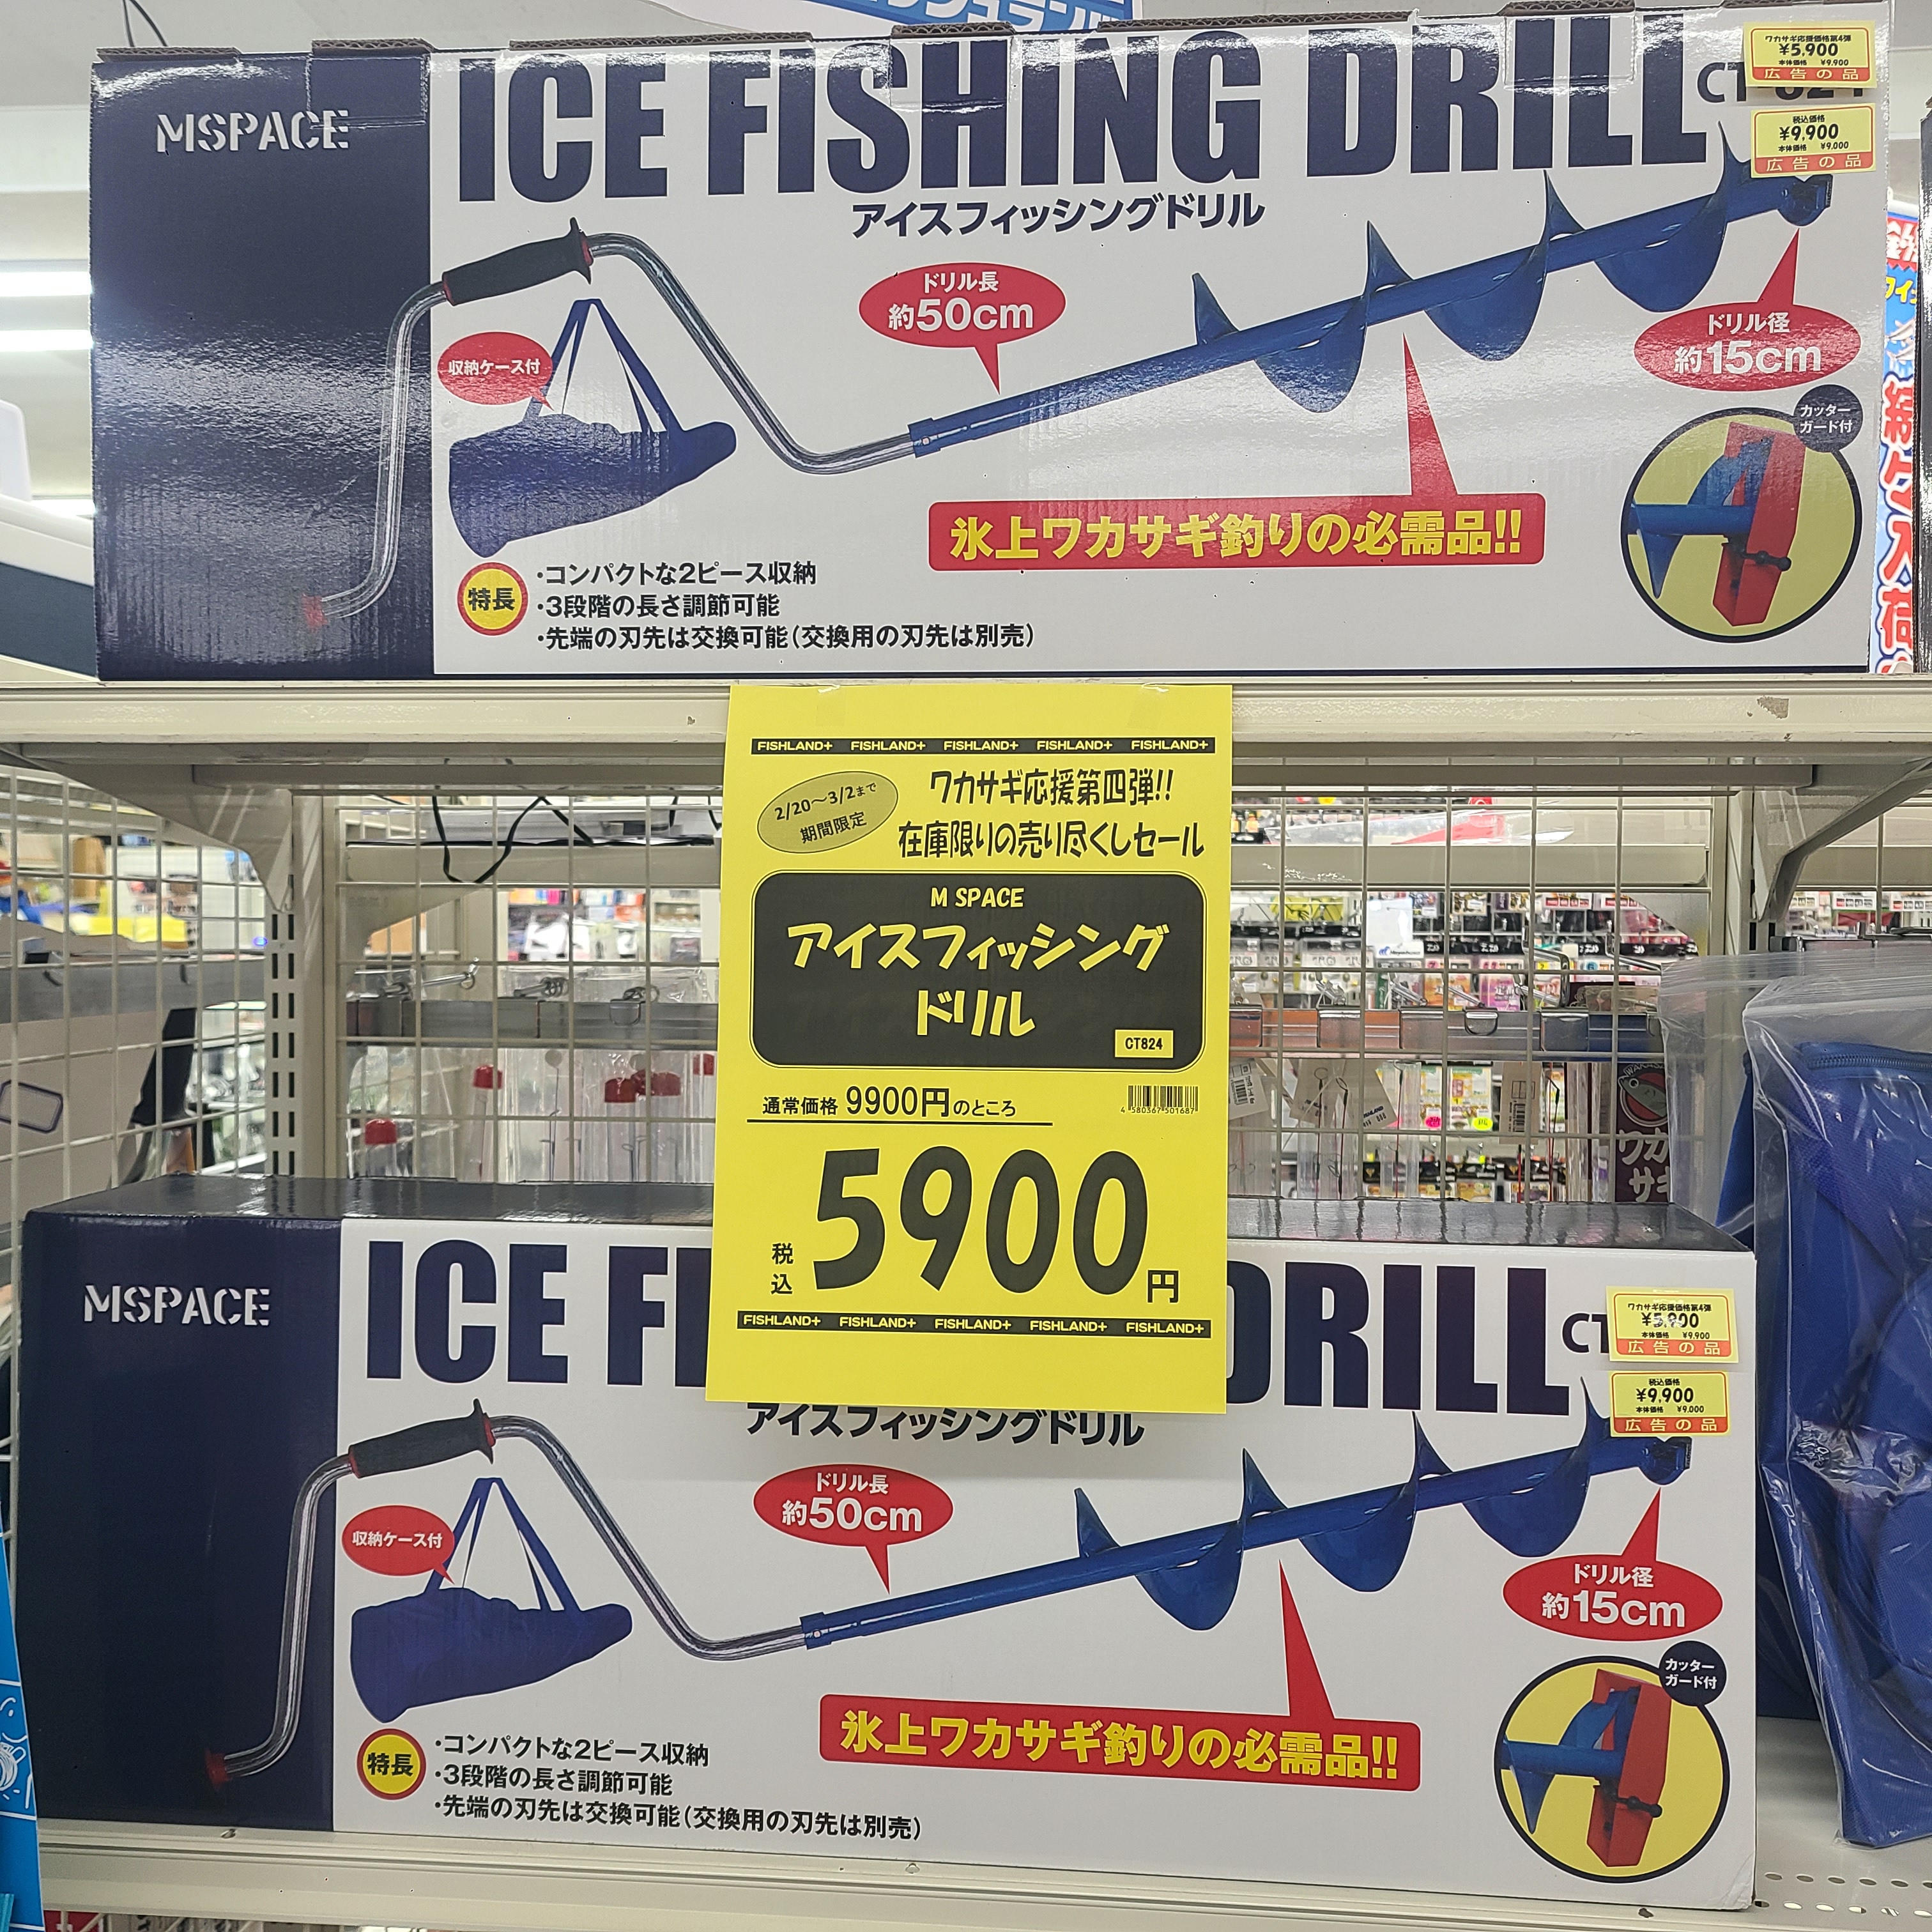 MSPACE
ICE FISHING DRILL
アイスフィッシングドリル
ワカサギ応援価格第4弾
¥5,900
本体価格 ¥9,900
広告の品
税込価格
¥9,900
本体価格 ¥9,000
広告の品
ドリル長
約50cm
ドリル径
約15cm
収納ケース付
カッター
ガード付
氷上ワカサギ釣りの必需品!!
特長
・コンパクトな2ピース収納
・3段階の長さ調節可能
・先端の刃先は交換可能（交換用の刃先は別売）
FISHLAND+ FISHLAND+ FISHLAND+ FISHLAND+ FISHLAND+
2/20〜3/2まで
期間限定
ワカサギ応援第四弾!!
在庫限りの売り尽くしセール
M SPACE
アイスフィッシング
ドリル
CT824
通常価格 9900円のところ
4 580367 501687
税込 5900円
FISHLAND+ FISHLAND+ FISHLAND+ FISHLAND+ FISHLAND+
ワカ
サギ
MSPACE
ICE FI DRILL
CT
アイスフィッシングドリル
ワカサギ応援価格第4弾
¥5,900
本体価格 ¥9,900
広告の品
税込価格
¥9,900
本体価格 ¥9,000
広告の品
ドリル長
約50cm
ドリル径
約15cm
収納ケース付
カッター
ガード付
氷上ワカサギ釣りの必需品!!
特長
・コンパクトな2ピース収納
・3段階の長さ調節可能
・先端の刃先は交換可能（交換用の刃先は別売）